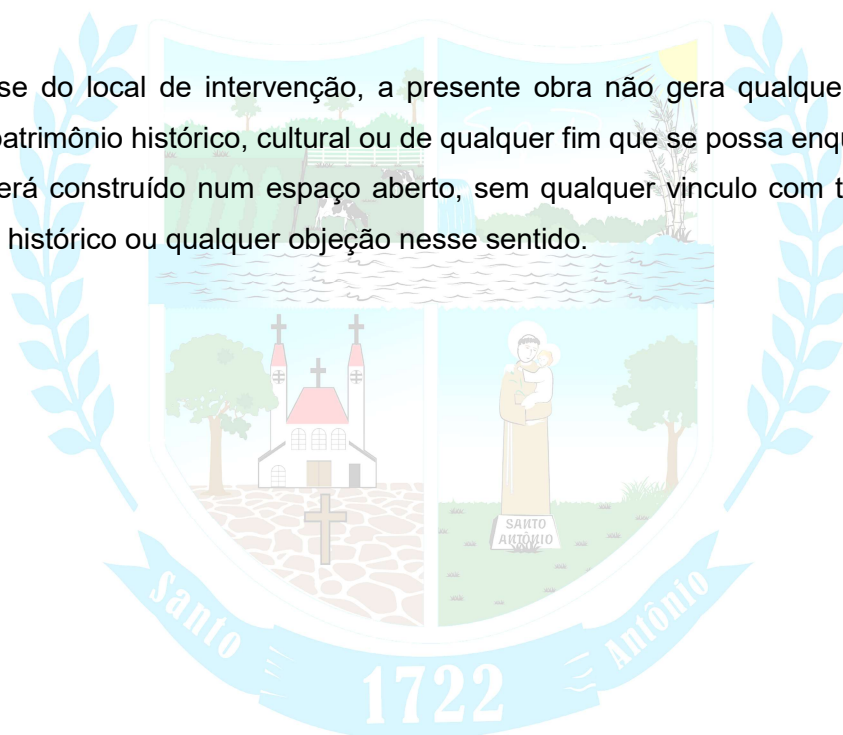 se do local de intervenção, a presente obra não gera qualque
patrimônio histórico, cultural ou de qualquer fim que se possa enqu
erá construído num espaço aberto, sem qualquer vinculo com t
histórico ou qualquer objeção nesse sentido.
SANTO
ANTÔNIO
Santo
Antônio
1722